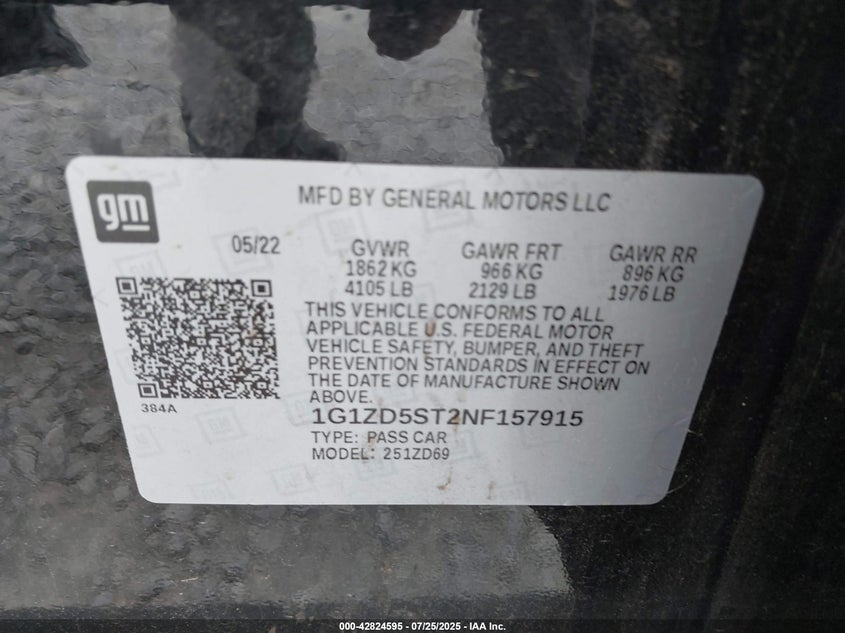 gm
MFD BY GENERAL MOTORS LLC
05/22
GVWR
1862 KG
4105 LB
GAWR FRT
966 KG
2129 LB
GAWR RR
896 KG
1976 LB
THIS VEHICLE CONFORMS TO ALL
APPLICABLE U.S. FEDERAL MOTOR
VEHICLE SAFETY, BUMPER, AND THEFT
PREVENTION STANDARDS IN EFFECT ON
THE DATE OF MANUFACTURE SHOWN
ABOVE.
384A
1G1ZD5ST2NF157915
TYPE: PASS CAR
MODEL: 251ZD69
000-42824595 - 07/25/2025 - IAA Inc.